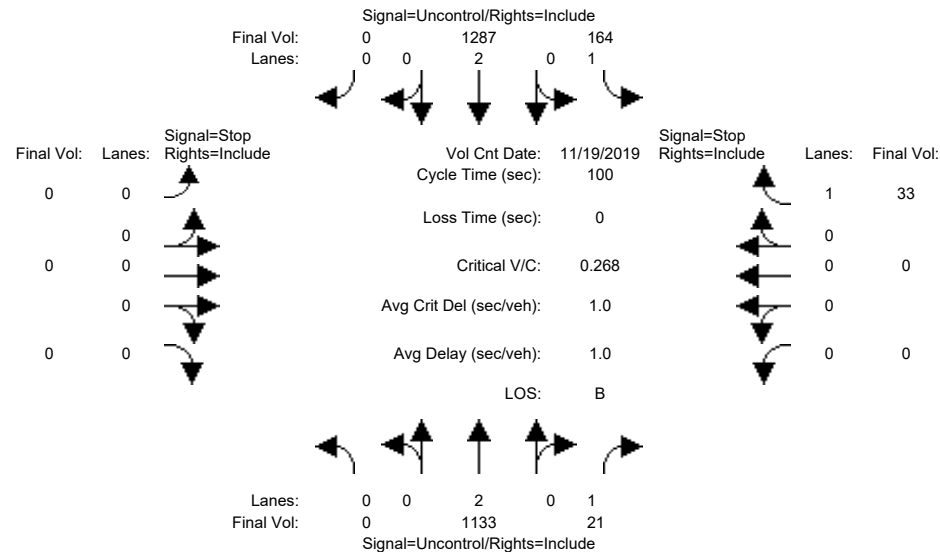 Signal=Uncontrol/Rights=Include
Final Vol: 0 1287 164
Lanes: 0 0 2 0 1
Signal=Stop Signal=Stop
Final Vol: Lanes: Rights=Include Vol Cnt Date: 11/19/2019 Rights=Include Lanes: Final Vol:
Cycle Time (sec): 100
0 0 1 33
Loss Time (sec): 0
0 0
0 0 Critical V/C: 0.268 0 0
0 Avg Crit Del (sec/veh): 1.0 0
0 0 Avg Delay (sec/veh): 1.0 0 0
LOS: B
Lanes: 0 0 2 0 1
Final Vol: 0 1133 21
Signal=Uncontrol/Rights=Include